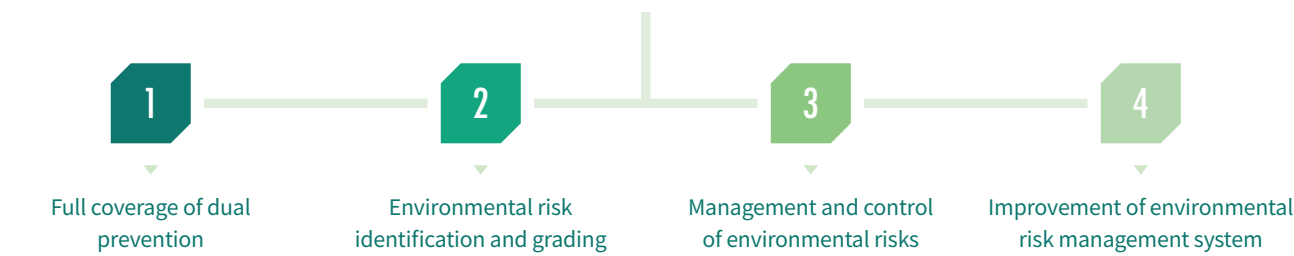 1
2
3
4
Full coverage of dual
prevention
Environmental risk
identification and grading
Management and control
of environmental risks
Improvement of environmental
risk management system